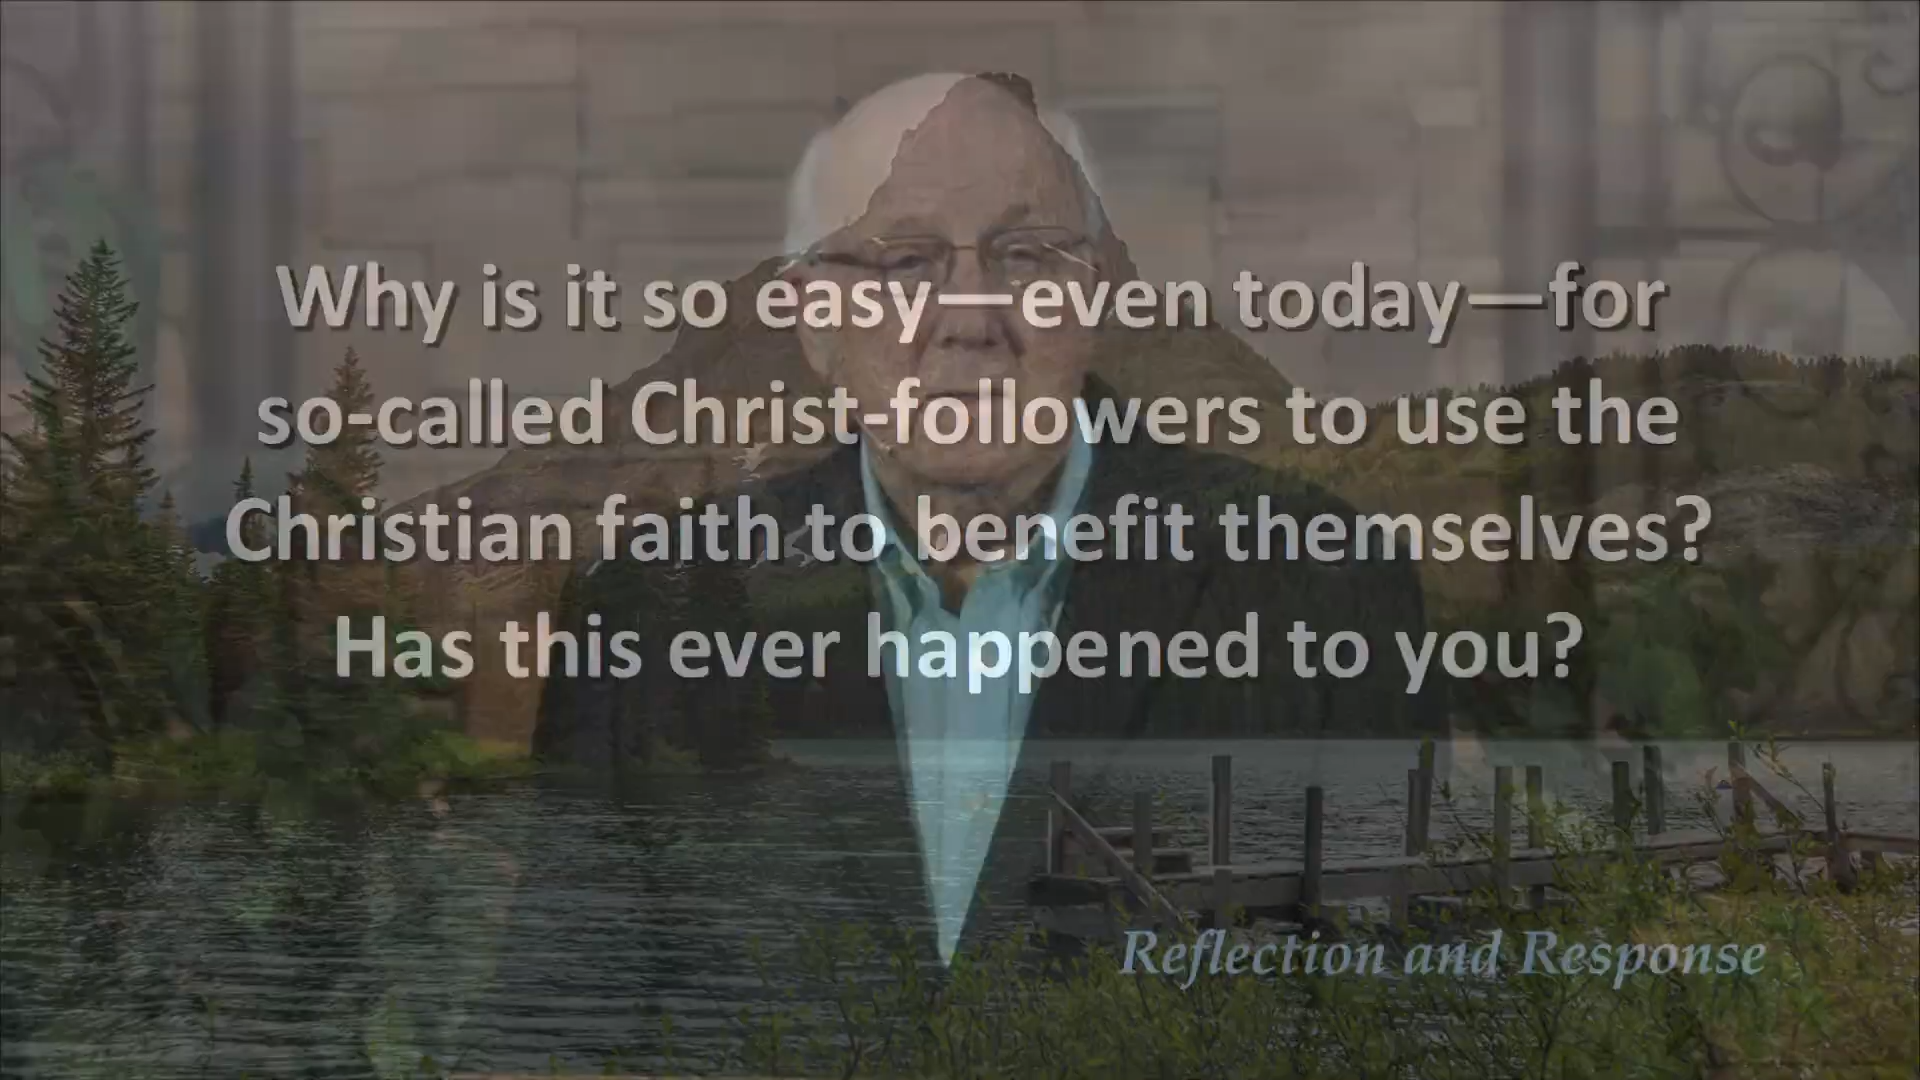 Why is it so easy—even today—for
so-called Christ-followers to use the
Christian faith to benefit themselves?
Has this ever happened to you?
Reflection and Response